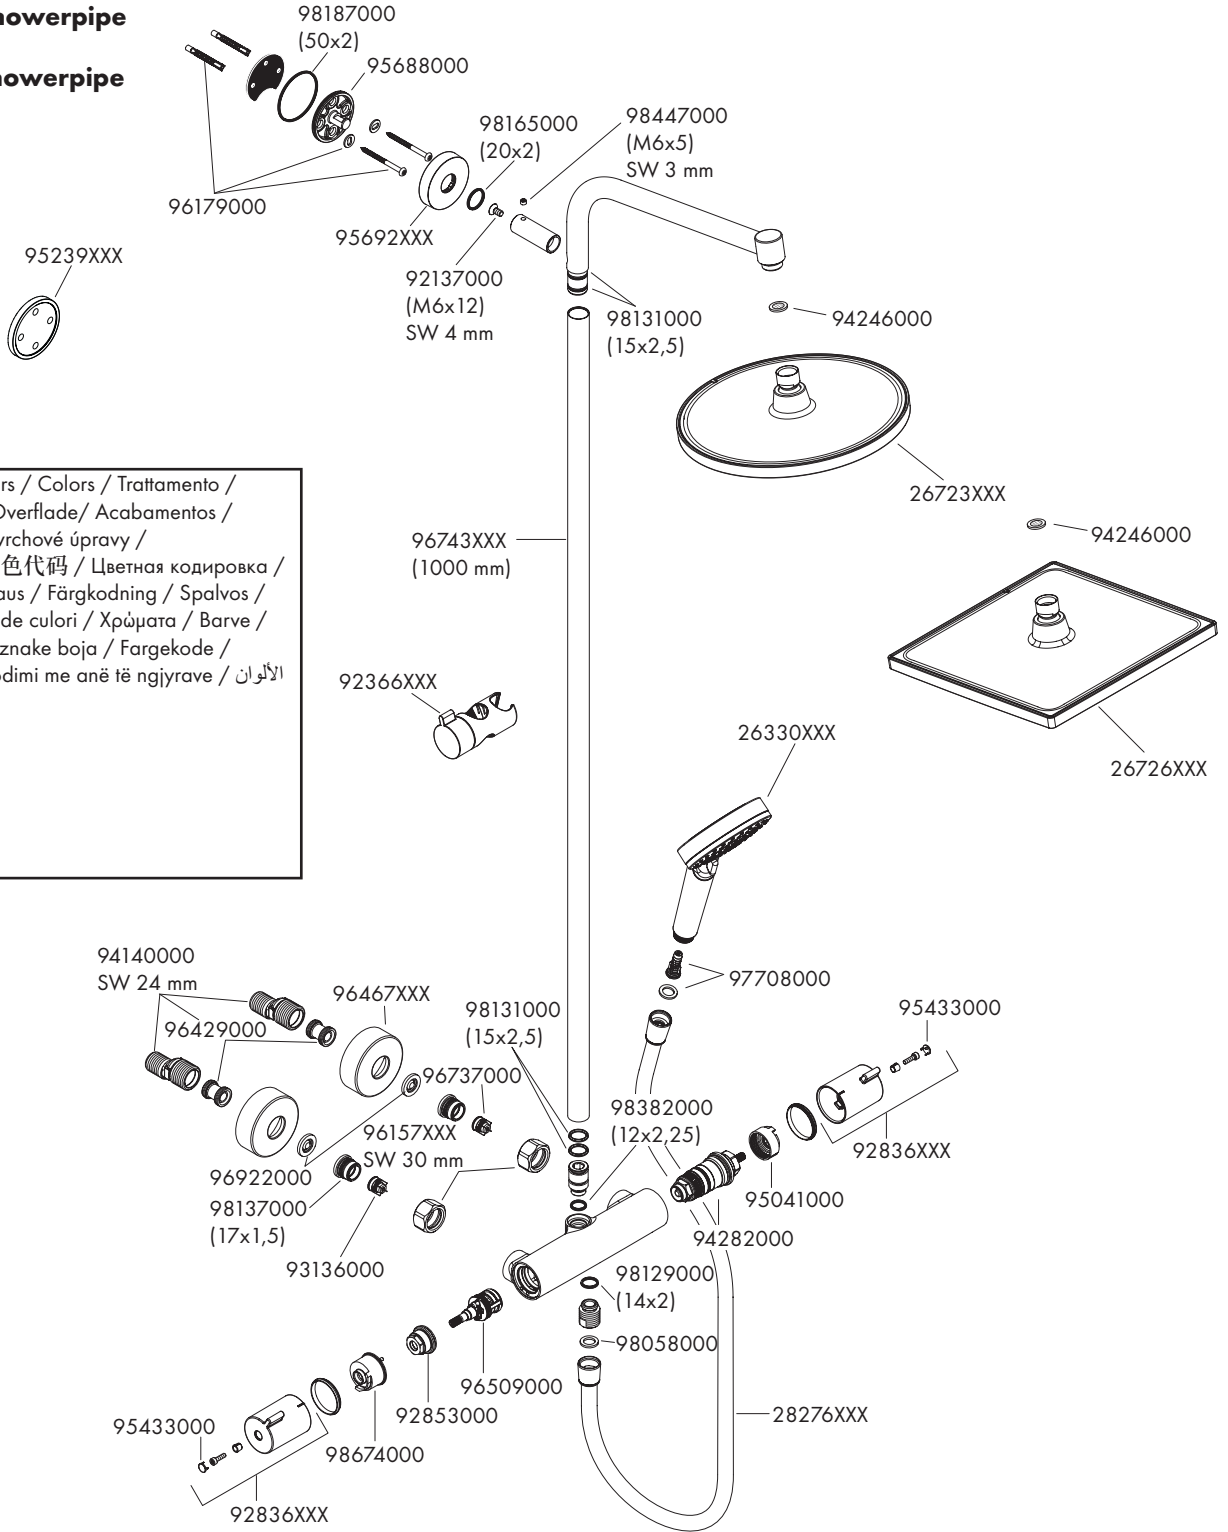 howerpipe
98187000
(50x2)
howerpipe
95688000
98165000
(20x2)
98447000
(M6x5)
SW 3 mm
96179000
95692XXX
95239XXX
92137000
(M6x12)
SW 4 mm
98131000
(15x2,5)
94246000
26723XXX
rs / Colors / Trattamento /
Overflade/ Acabamentos /
vrchové úpravy /
色代码 / Цветная кодировка /
aus / Färgkodning / Spalvos /
de culori / Χρώματα / Barve /
znake boja / Fargekode /
dimi me anë të ngjyrave / الألوان
96743XXX
(1000 mm)
94246000
92366XXX
26330XXX
26726XXX
94140000
SW 24 mm
96467XXX
96429000
98131000
(15x2,5)
97708000
95433000
96737000
98382000
(12x2,25)
96157XXX
SW 30 mm
92836XXX
96922000
98137000
(17x1,5)
95041000
94282000
93136000
98129000
(14x2)
98058000
96509000
92853000
28276XXX
95433000
98674000
92836XXX